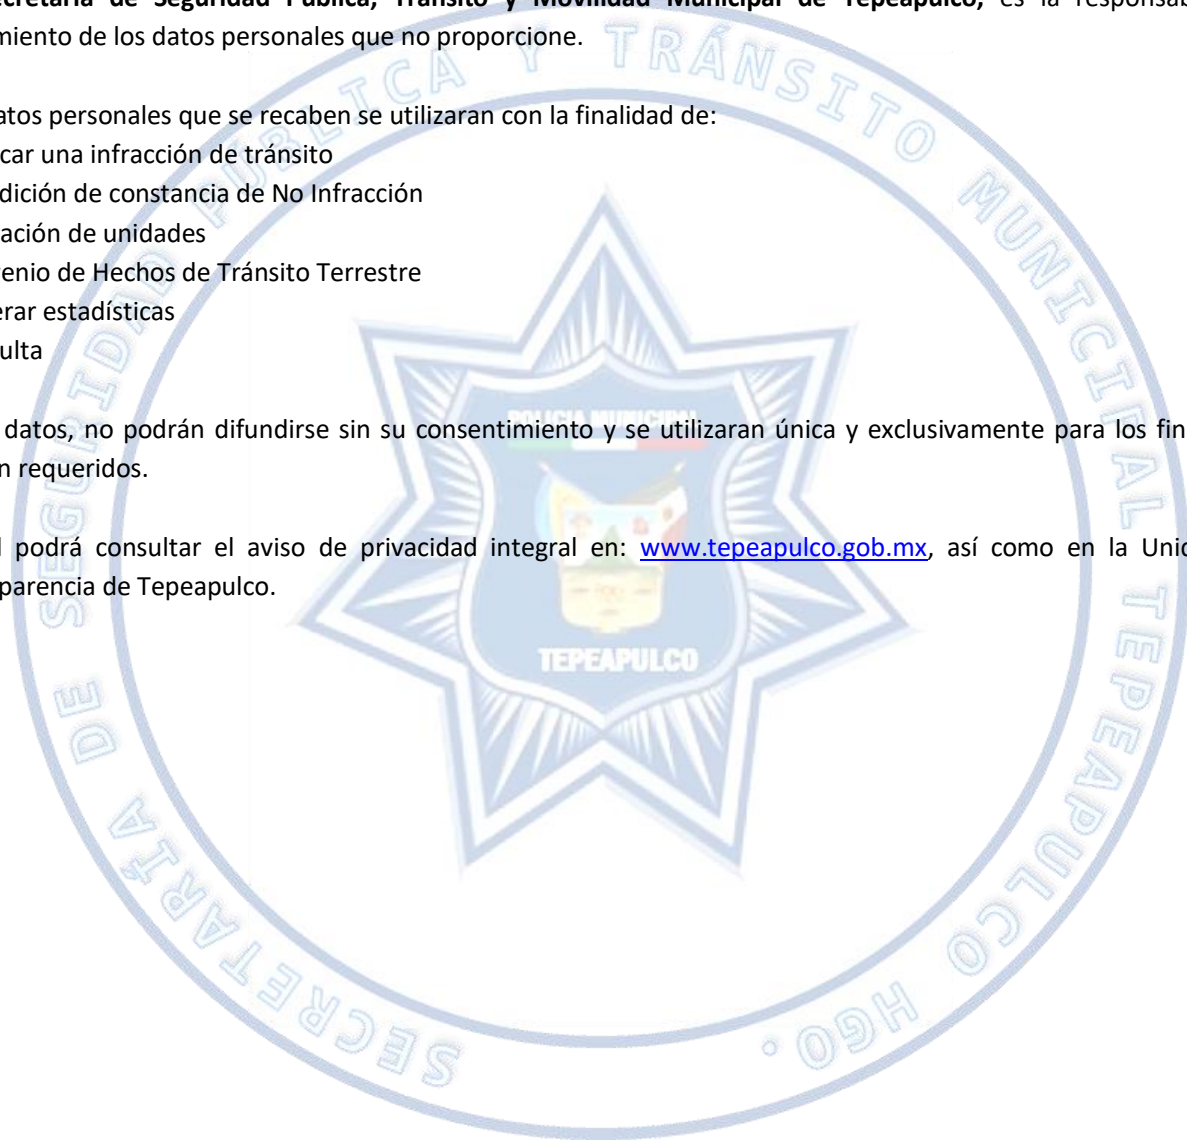 ecretaría de Seguridad Pública, Tránsito y Movilidad Municipal de Tepeapulco, es la responsab
miento de los datos personales que no proporcione.
atos personales que se recaben se utilizaran con la finalidad de:
car una infracción de tránsito
dición de constancia de No Infracción
ación de unidades
enio de Hechos de Tránsito Terrestre
erar estadísticas
ulta
datos, no podrán difundirse sin su consentimiento y se utilizaran única y exclusivamente para los fin
n requeridos.
l podrá consultar el aviso de privacidad integral en: www.tepeapulco.gob.mx, así como en la Unid
parencia de Tepeapulco.
SECRETARÍA DE SEGURIDAD PÚBLICA Y TRÁNSITO MUNICIPAL TEPEAPULCO HGO.
POLICIA MUNICIPAL
TEPEAPULCO